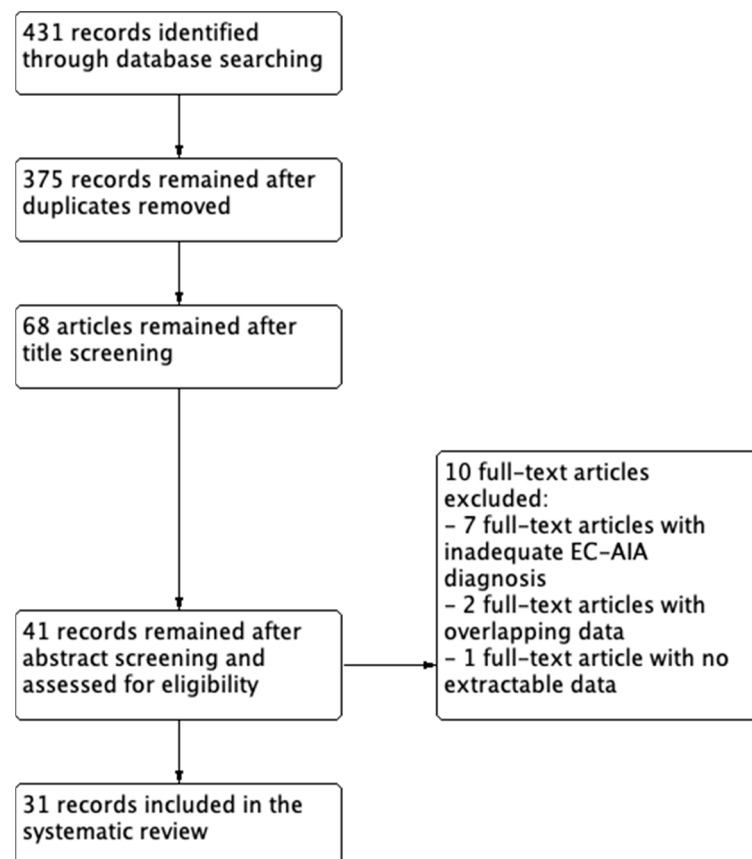 431 records identified
through database searching
375 records remained after
duplicates removed
68 articles remained after
title screening
10 full-text articles
excluded:
- 7 full-text articles with
inadequate EC-AIA
diagnosis
- 2 full-text articles with
overlapping data
- 1 full-text article with no
extractable data
41 records remained after
abstract screening and
assessed for eligibility
31 records included in the
systematic review